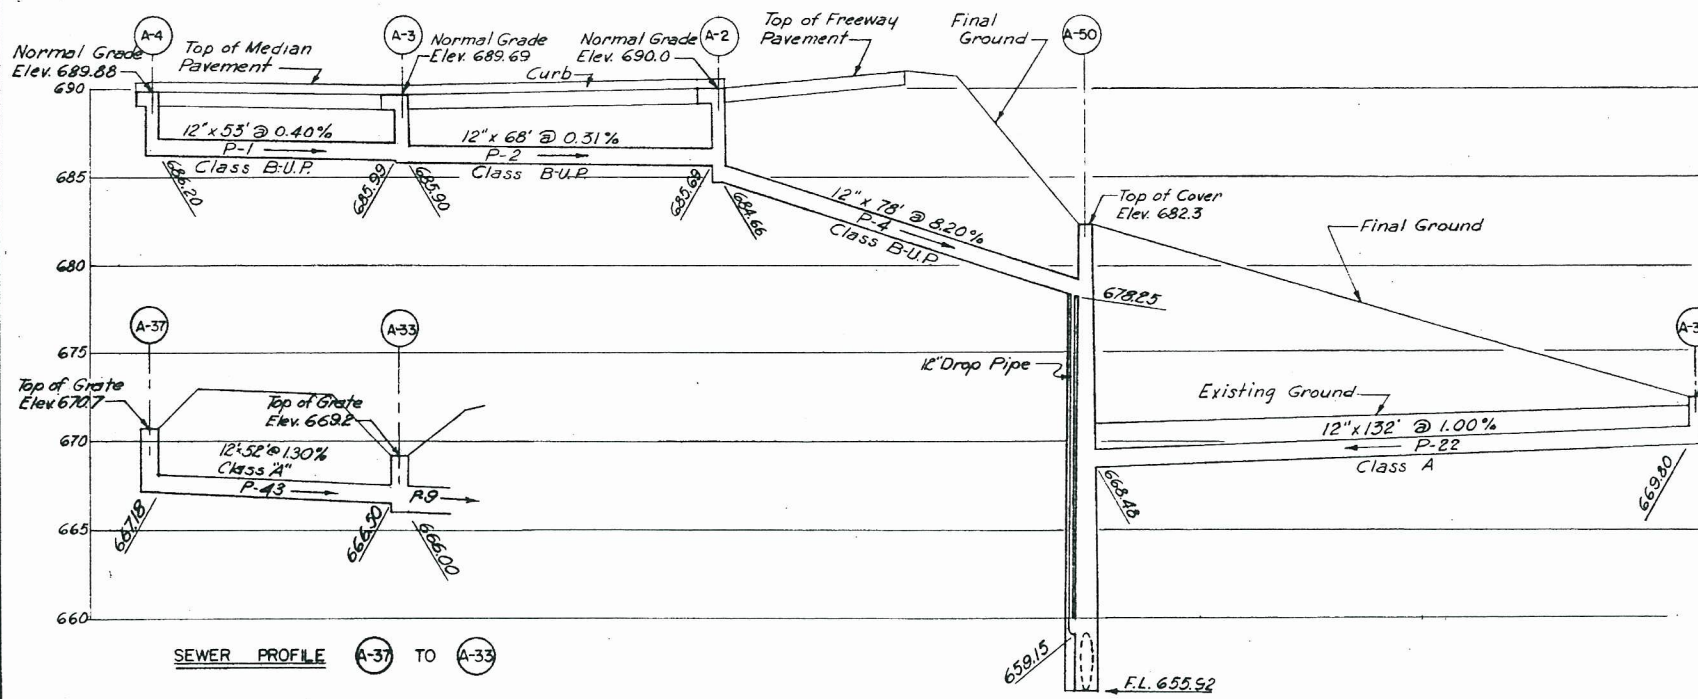 A-4
A-3
A-2
A-50
Normal Grade
Elev. 689.88
Top of Median
Pavement
Normal Grade
Elev. 689.69
Normal Grade
Elev. 690.0
Curb
Top of Freeway
Pavement
Final
Ground
690
12" x 53' @ 0.40%
P-1
Class B-U.P.
12" x 68' @ 0.31%
P-2
Class B-U.P.
685
686.20
685.99
685.90
685.69
684.66
12" x 78' @ 8.20%
P-4
Class B-U.P.
Top of Cover
Elev. 682.3
Final Ground
680
678.25
A-37
A-33
A-3
675
12" Drop Pipe
Top of Grate
Elev. 670.7
Top of Grate
Elev. 669.2
Existing Ground
670
12"x132' @ 1.00%
P-22
Class A
12"52'@1.30%
Class "A"
P-43
P-9
668.48
669.80
665
667.18
666.50
666.00
660
SEWER PROFILE A-37 TO A-33
659.15
F.L. 655.92